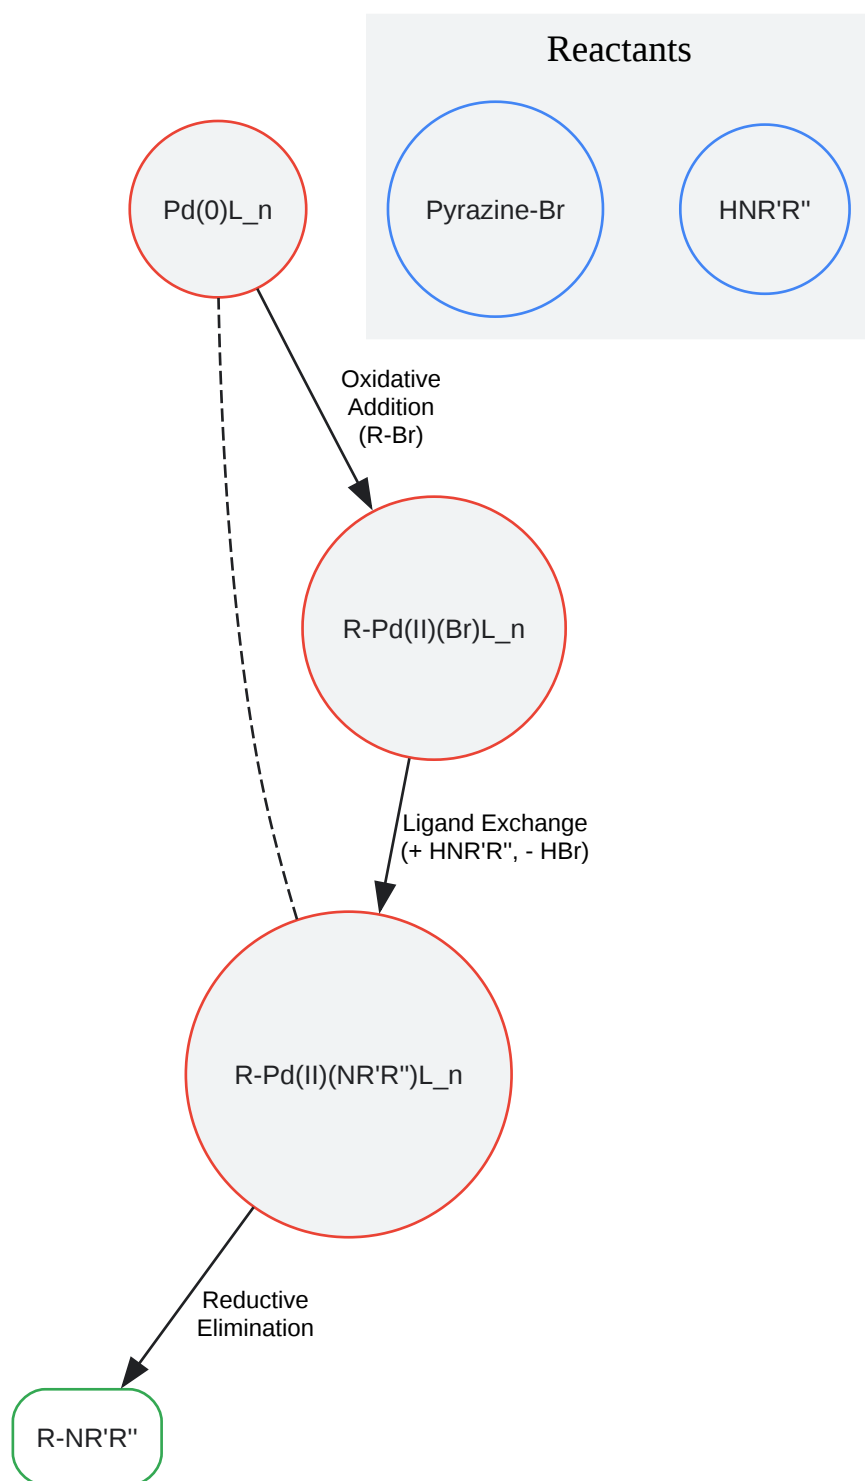 Reactants
Pd(0)L_n
Pyrazine-Br
HNR'R"
Oxidative
Addition
(R-Br)
R-Pd(II)(Br)L_n
Ligand Exchange
(+ HNR'R", - HBr)
R-Pd(II)(NR'R")L_n
Reductive
Elimination
R-NR'R"